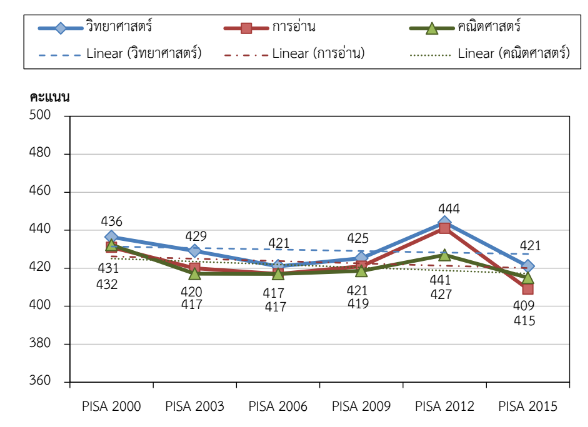 วิทยาศาสตร์ การอ่าน คณิตศาสตร์
Linear (วิทยาศาสตร์) Linear (การอ่าน) Linear (คณิตศาสตร์)
คะแนน
500
480
460
440
420
400
380
360
436 429 421 425 444 421
431 420 417 421 441 409
432 417 417 419 427 415
PISA 2000 PISA 2003 PISA 2006 PISA 2009 PISA 2012 PISA 2015